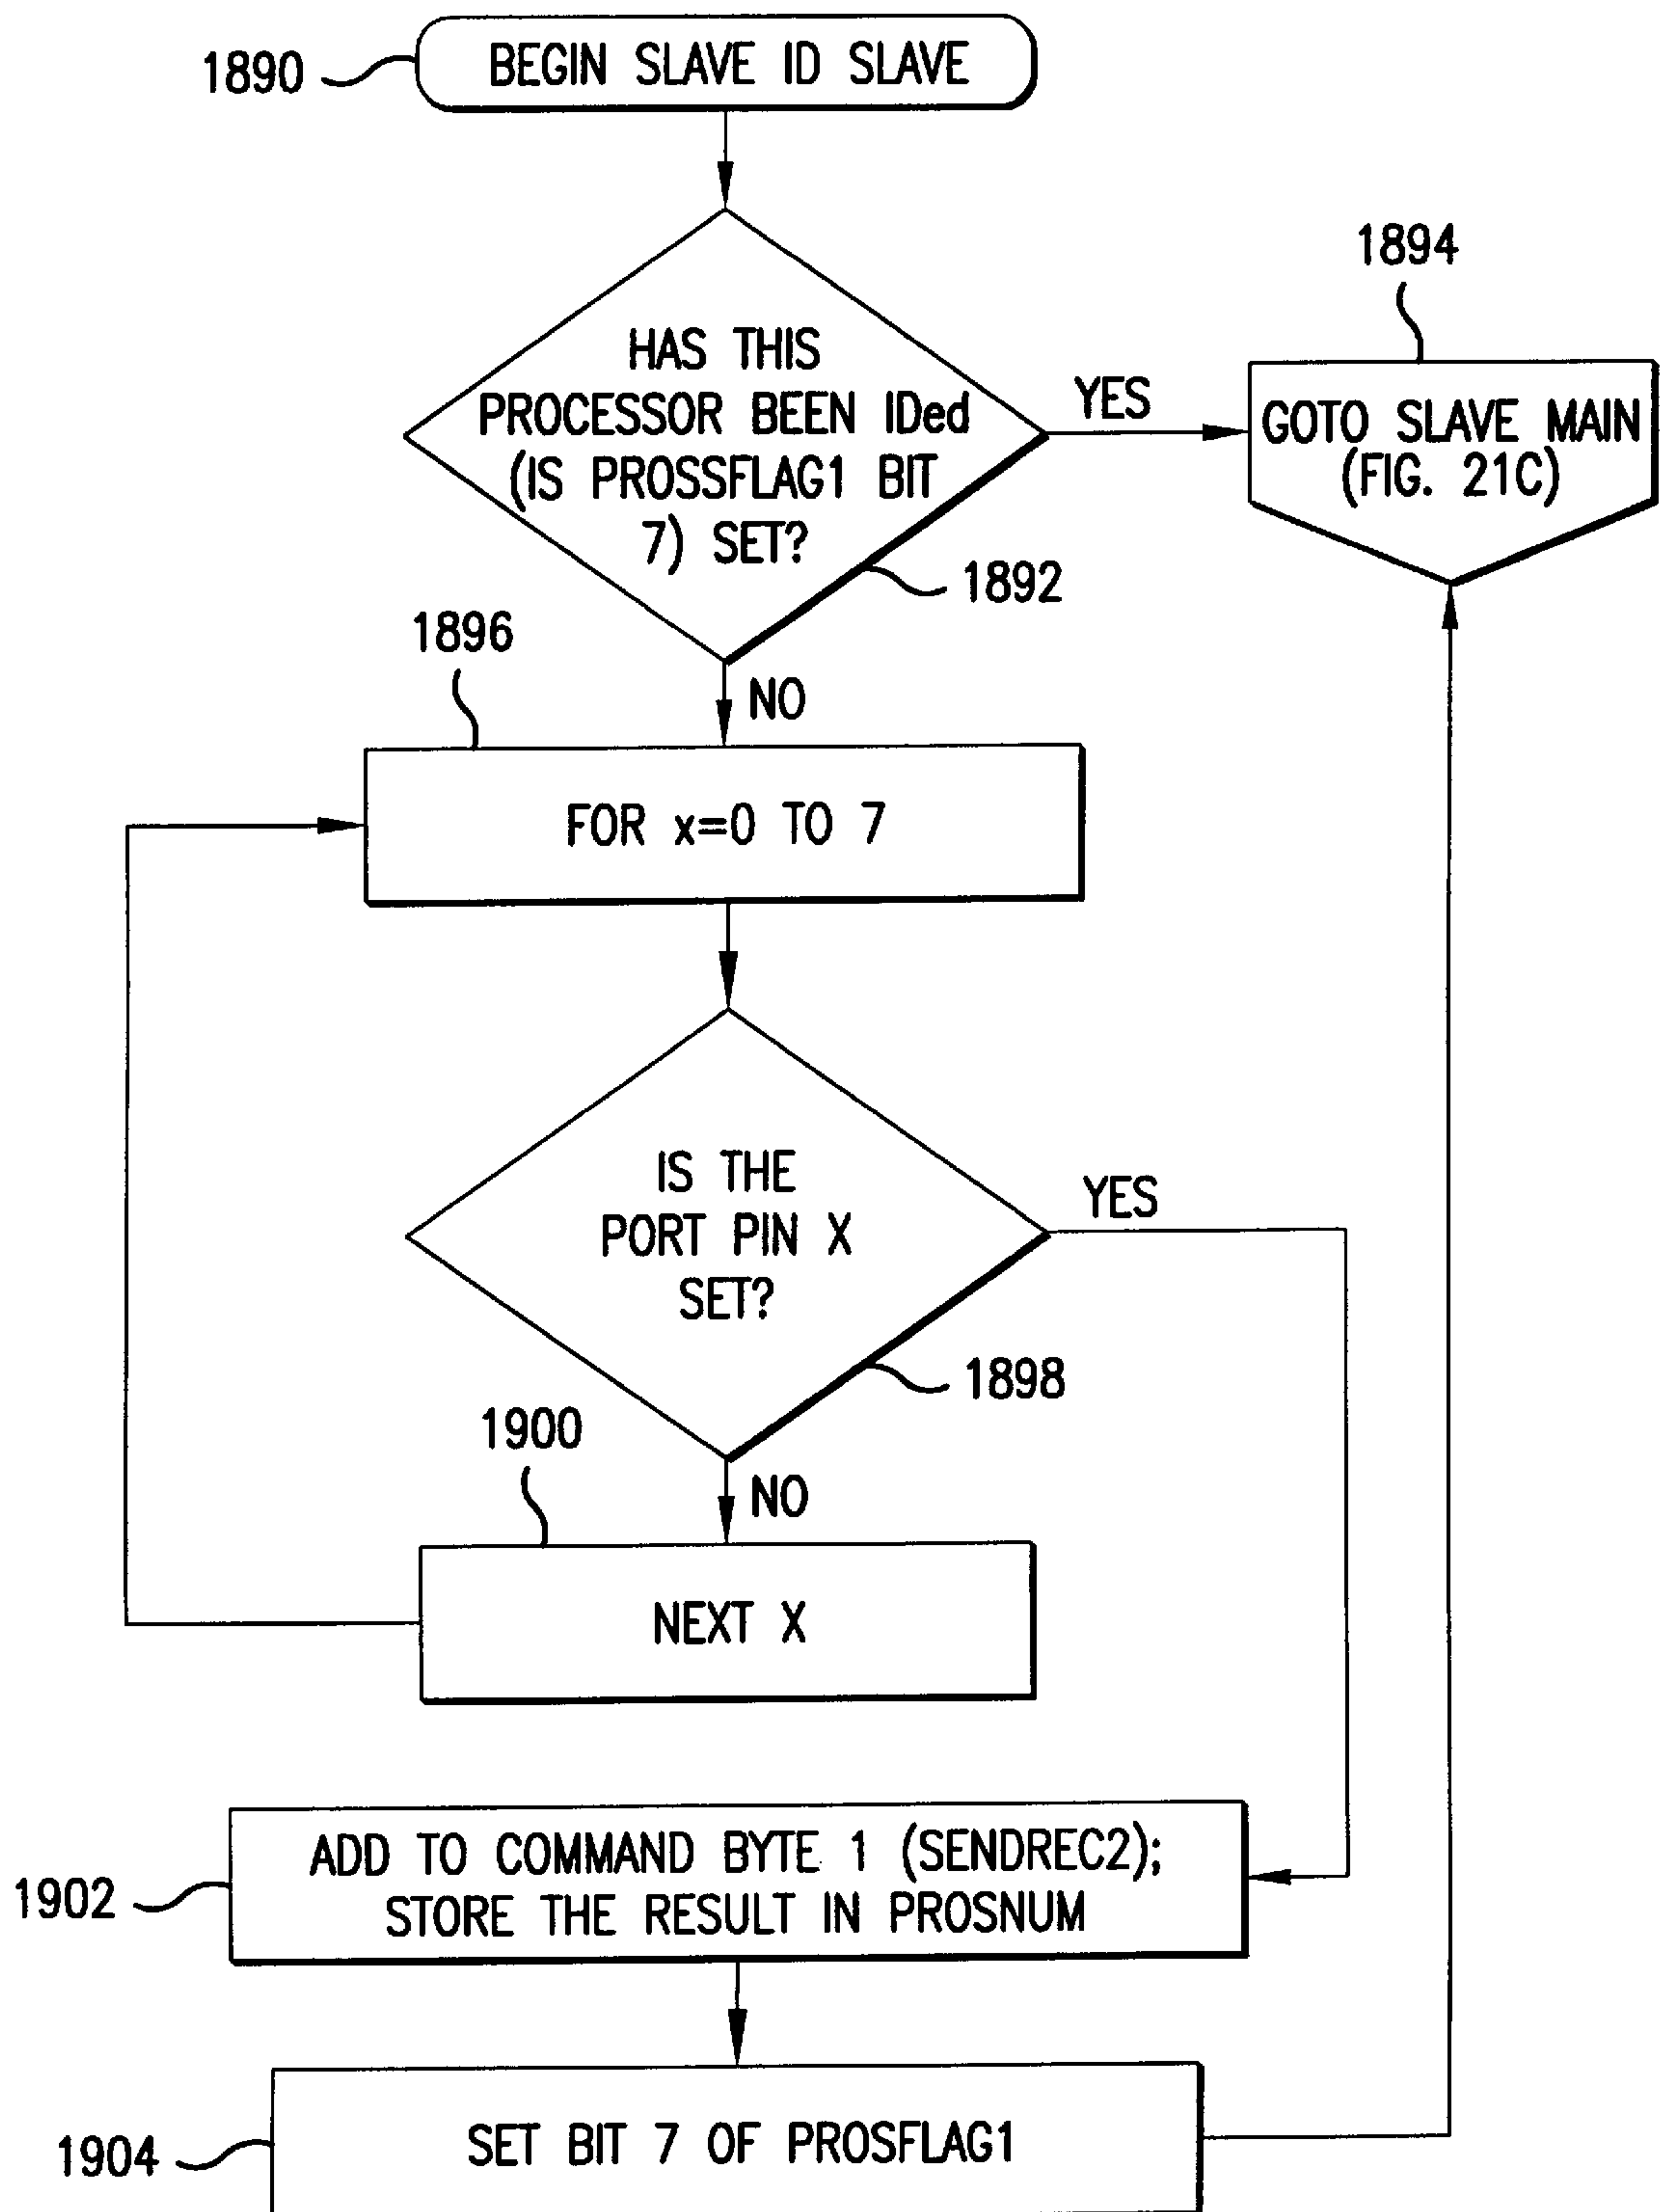 1890
BEGIN SLAVE ID SLAVE
HAS THIS
PROCESSOR BEEN IDed
(IS PROSSFLAG1 BIT
7) SET?
1892
YES
1894
GOTO SLAVE MAIN
(FIG. 21C)
NO
1896
FOR x=0 TO 7
IS THE
PORT PIN X
SET?
YES
1898
NO
1900
NEXT X
ADD TO COMMAND BYTE 1 (SENDREC2);
STORE THE RESULT IN PROSNUM
1902
SET BIT 7 OF PROSFLAG1
1904